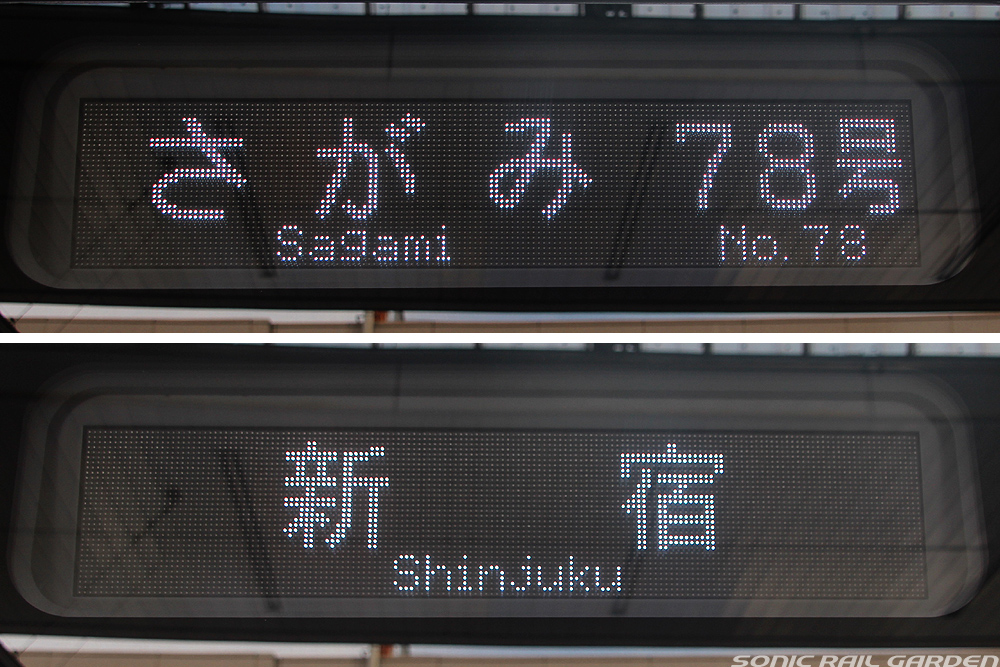 さがみ 78号
Sagami No.78
新宿
Shinjuku
SONIC RAIL GARDEN